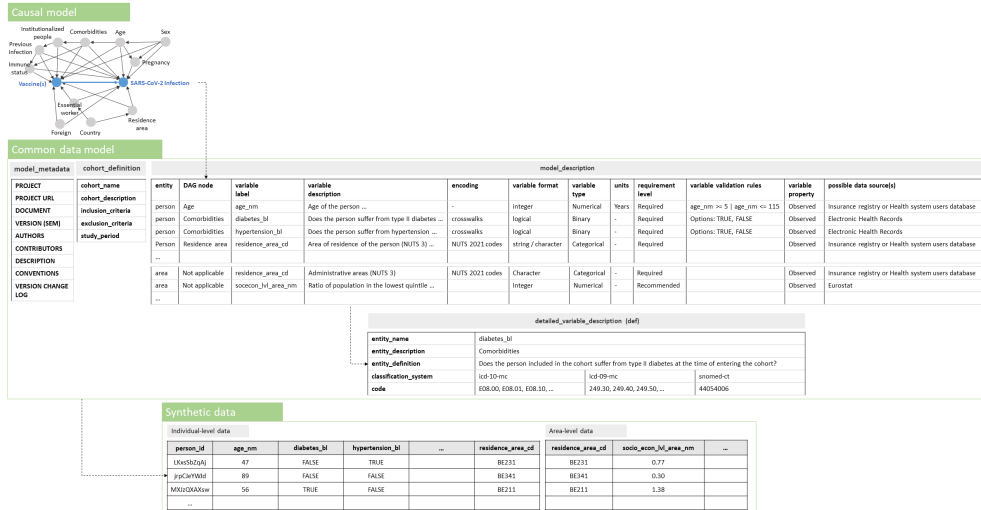 Causal model
Institutionalized people
Comorbidities
Age
Sex
Previous infection
Immune status
Pregnancy
Vaccine(s)
SARS-CoV-2 Infection
Essential worker
Residence area
Foreign
Country
Common data model
model_metadata
PROJECT
PROJECT URL
DOCUMENT
VERSION (SEM)
AUTHORS
CONTRIBUTORS
DESCRIPTION
CONVENTIONS
VERSION CHANGE LOG
cohort_definition
cohort_name
cohort_description
inclusion_criteria
exclusion_criteria
study_period
model_description
entity DAG node variable label variable description encoding variable format variable type units requirement level variable validation rules variable property possible data source(s)
person Age age_nm Age of the person ... - integer Numerical Years Required age_nm >= 5 | age_nm <= 115 Observed Insurance registry or Health system users database
person Comorbidities diabetes_bl Does the person suffer from type II diabetes ... crosswalks logical Binary - Required Options: TRUE, FALSE Observed Electronic Health Records
person Comorbidities hypertension_bl Does the person suffer from hypertension ... crosswalks logical Binary - Required Options: TRUE, FALSE Observed Electronic Health Records
Person Residence area residence_area_cd Area of residence of the person (NUTS 3) ... NUTS 2021 codes string / character Categorical - Required Observed Insurance registry or Health system users database
...
area Not applicable residence_area_cd Administrative areas (NUTS 3) NUTS 2021 codes Character Categorical - Required Observed Insurance registry or Health system users database
area Not applicable socecon_lvl_area_nm Ratio of population in the lowest quintile ... Integer Numerical - Recommended Observed Eurostat
...
detailed_variable_description (def)
entity_name diabetes_bl
entity_description Comorbidities
entity_definition Does the person included in the cohort suffer from type II diabetes at the time of entering the cohort?
classification_system icd-10-mc icd-09-mc snomed-ct
code E08.00, E08.01, E08.10, ... 249.30, 249.40, 249.50, ... 44054006
Synthetic data
Individual-level data Area-level data
person_id age_nm diabetes_bl hypertension_bl ... residence_area_cd residence_area_cd socio_econ_lvl_area_nm ...
LKxsSbZqAj 47 FALSE TRUE BE231 BE231 0.77
jrpCJeYWJd 89 FALSE FALSE BE341 BE341 0.30
MXJzQXAXsw 56 TRUE FALSE BE211 BE211 1.38
...